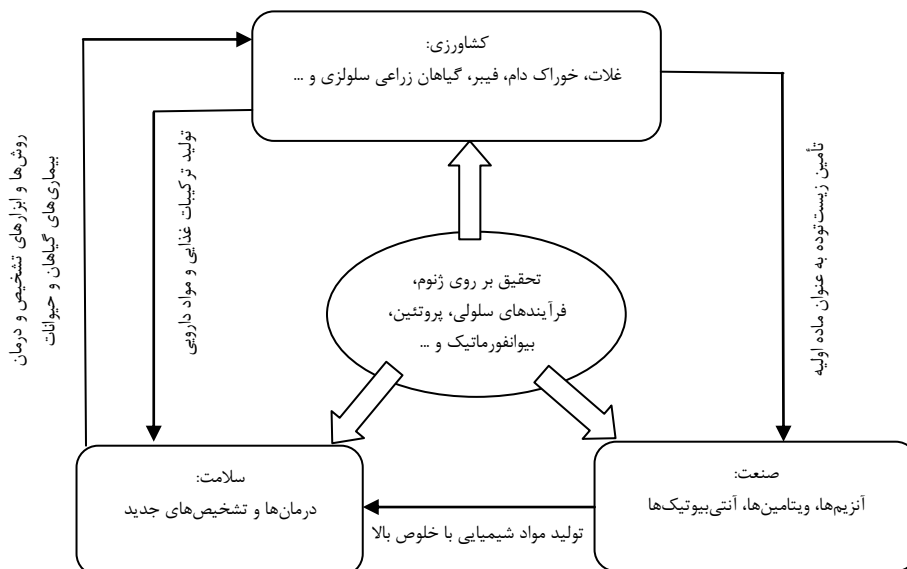 کشاورزی:
غلات، خوراک دام، فیبر، گیاهان زراعی سلولزی و ...
روش‌ها و ابزارهای تشخیص و درمان
بیماری‌های گیاهان و حیوانات
تولید ترکیبات غذایی و مواد دارویی
تأمین زیست‌توده به عنوان ماده اولیه
تحقیق بر روی ژنوم،
فرآیندهای سلولی، پروتئین،
بیوانفورماتیک و ...
سلامت:
درمان‌ها و تشخیص‌های جدید
صنعت:
آنزیم‌ها، ویتامین‌ها، آنتی‌بیوتیک‌ها
تولید مواد شیمیایی با خلوص بالا